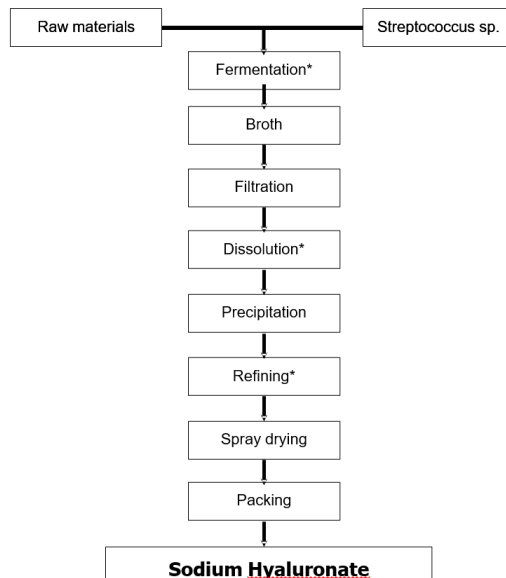 Raw materials
Streptococcus sp.
Fermentation*
Broth
Filtration
Dissolution*
Precipitation
Refining*
Spray drying
Packing
Sodium Hyaluronate